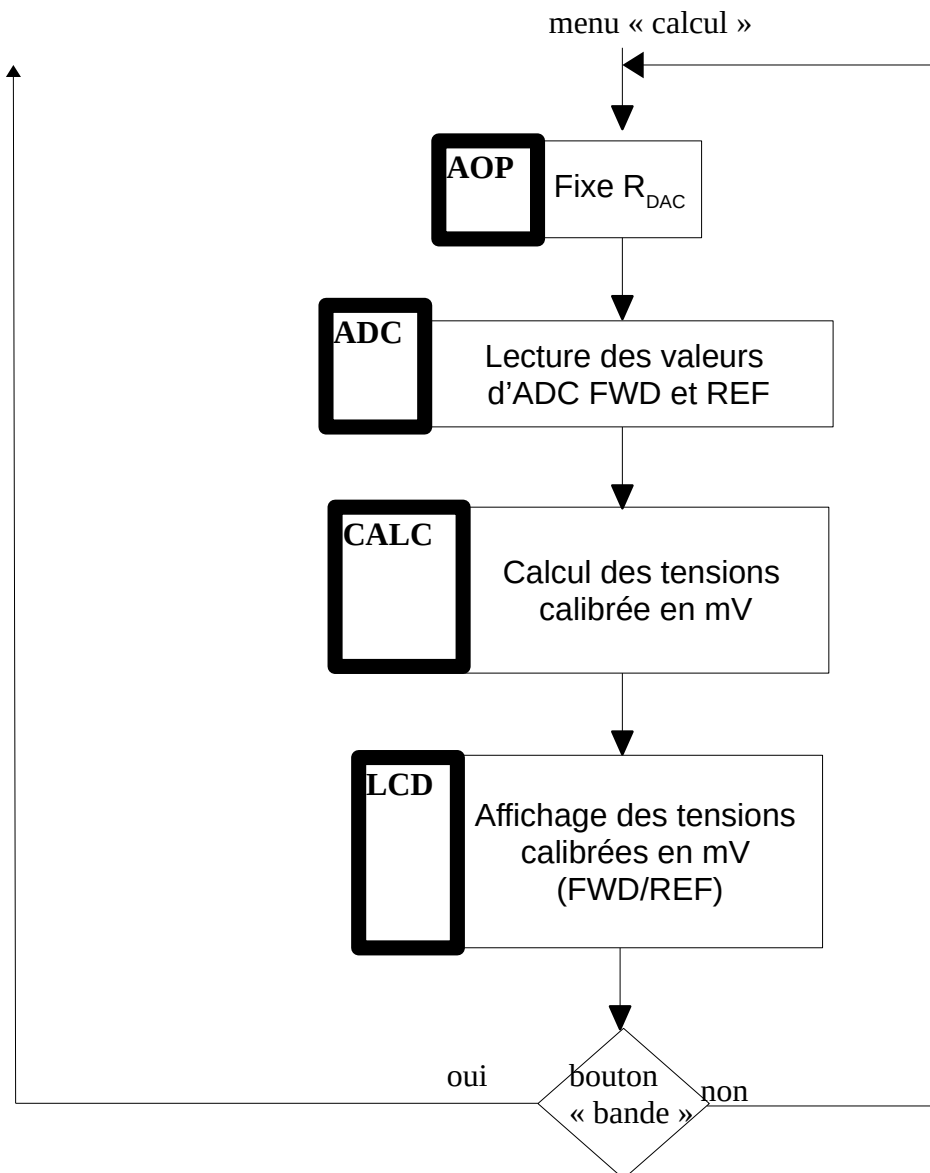 menu « calcul »
AOP
Fixe R_DAC
ADC
Lecture des valeurs
d’ADC FWD et REF
CALC
Calcul des tensions
calibrée en mV
LCD
Affichage des tensions
calibrées en mV
(FWD/REF)
oui
bouton
« bande »
non